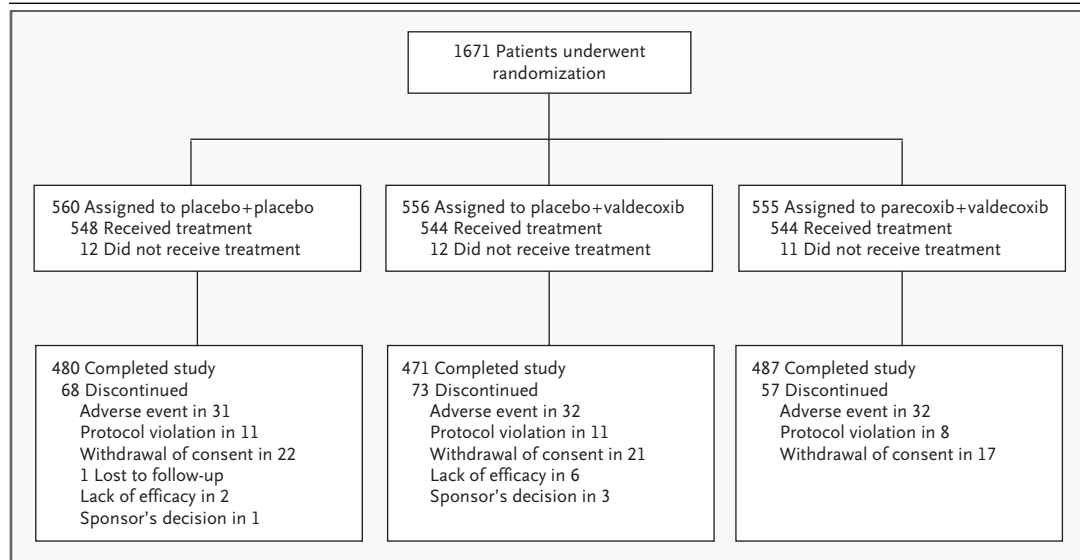 1671 Patients underwent
randomization
560 Assigned to placebo+placebo
548 Received treatment
12 Did not receive treatment
556 Assigned to placebo+valdecoxib
544 Received treatment
12 Did not receive treatment
555 Assigned to parecoxib+valdecoxib
544 Received treatment
11 Did not receive treatment
480 Completed study
68 Discontinued
Adverse event in 31
Protocol violation in 11
Withdrawal of consent in 22
1 Lost to follow-up
Lack of efficacy in 2
Sponsor's decision in 1
471 Completed study
73 Discontinued
Adverse event in 32
Protocol violation in 11
Withdrawal of consent in 21
Lack of efficacy in 6
Sponsor's decision in 3
487 Completed study
57 Discontinued
Adverse event in 32
Protocol violation in 8
Withdrawal of consent in 17